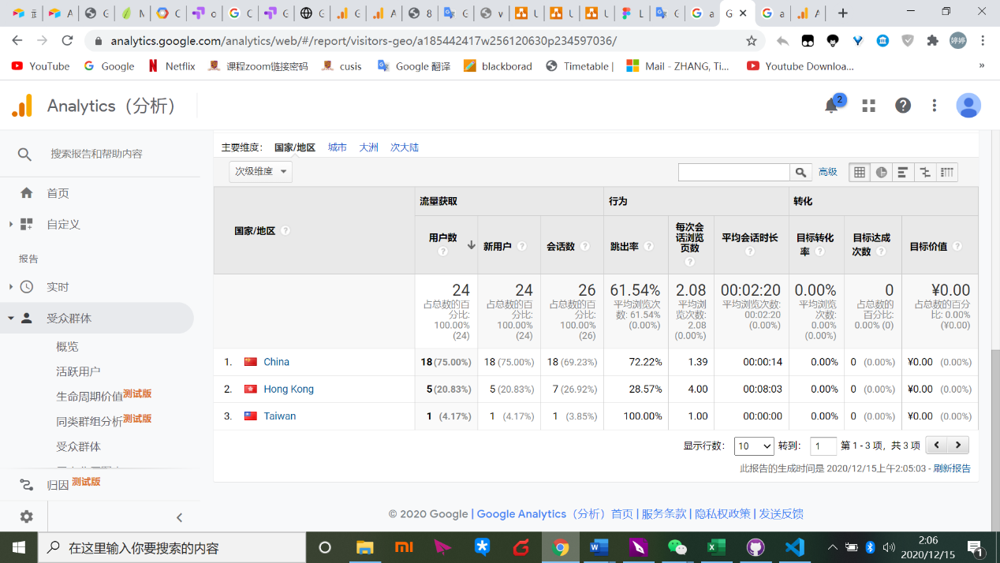 analytics.google.com/analytics/web/#/report/visitors-geo/a185442417w256120630p234597036/
婷婷
YouTube
Google
Netflix
课程zoom链接密码
cusis
Google 翻译
blackborad
Timetable |
Mail - ZHANG, Ti...
Youtube Downloa...
»
Analytics（分析）
2
搜索报告和帮助内容
首页
自定义
报告
实时
受众群体
概览
活跃用户
生命周期价值测试版
同类群组分析测试版
受众群体
归因 测试版
主要维度： 国家/地区 城市 大洲 次大陆
次级维度
高级
国家/地区
流量获取 行为 转化
用户数
新用户
会话数
跳出率
每次会
话浏览
页数
平均会话时长
目标转化
率
目标达成
次数
目标价值
24
占总数的百
分比:
100.00%
(24)
24
占总数的百
分比:
100.00%
(24)
26
占总数的百
分比:
100.00%
(26)
61.54%
平均浏览次
数: 61.54%
(0.00%)
2.08
平均浏
览次数:
2.08
(0.00%)
00:02:20
平均浏览次数:
00:02:20
(0.00%)
0.00%
平均浏览
次数:
0.00%
(0.00%)
0
占总数的
百分比:
0.00% (0)
¥0.00
占总数的百分
比: 0.00%
(¥0.00)
1. China 18 (75.00%) 18 (75.00%) 18 (69.23%) 72.22% 1.39 00:00:14 0.00% 0 (0.00%) ¥0.00 (0.00%)
2. Hong Kong 5 (20.83%) 5 (20.83%) 7 (26.92%) 28.57% 4.00 00:08:03 0.00% 0 (0.00%) ¥0.00 (0.00%)
3. Taiwan 1 (4.17%) 1 (4.17%) 1 (3.85%) 100.00% 1.00 00:00:00 0.00% 0 (0.00%) ¥0.00 (0.00%)
显示行数： 10 转到： 1 第 1 - 3 项，共 3 项
此报告的生成时间是 2020/12/15上午2:05:03 - 刷新报告
© 2020 Google | Google Analytics（分析）首页 | 服务条款 | 隐私权政策 | 发送反馈
在这里输入你要搜索的内容
2:06
2020/12/15
1